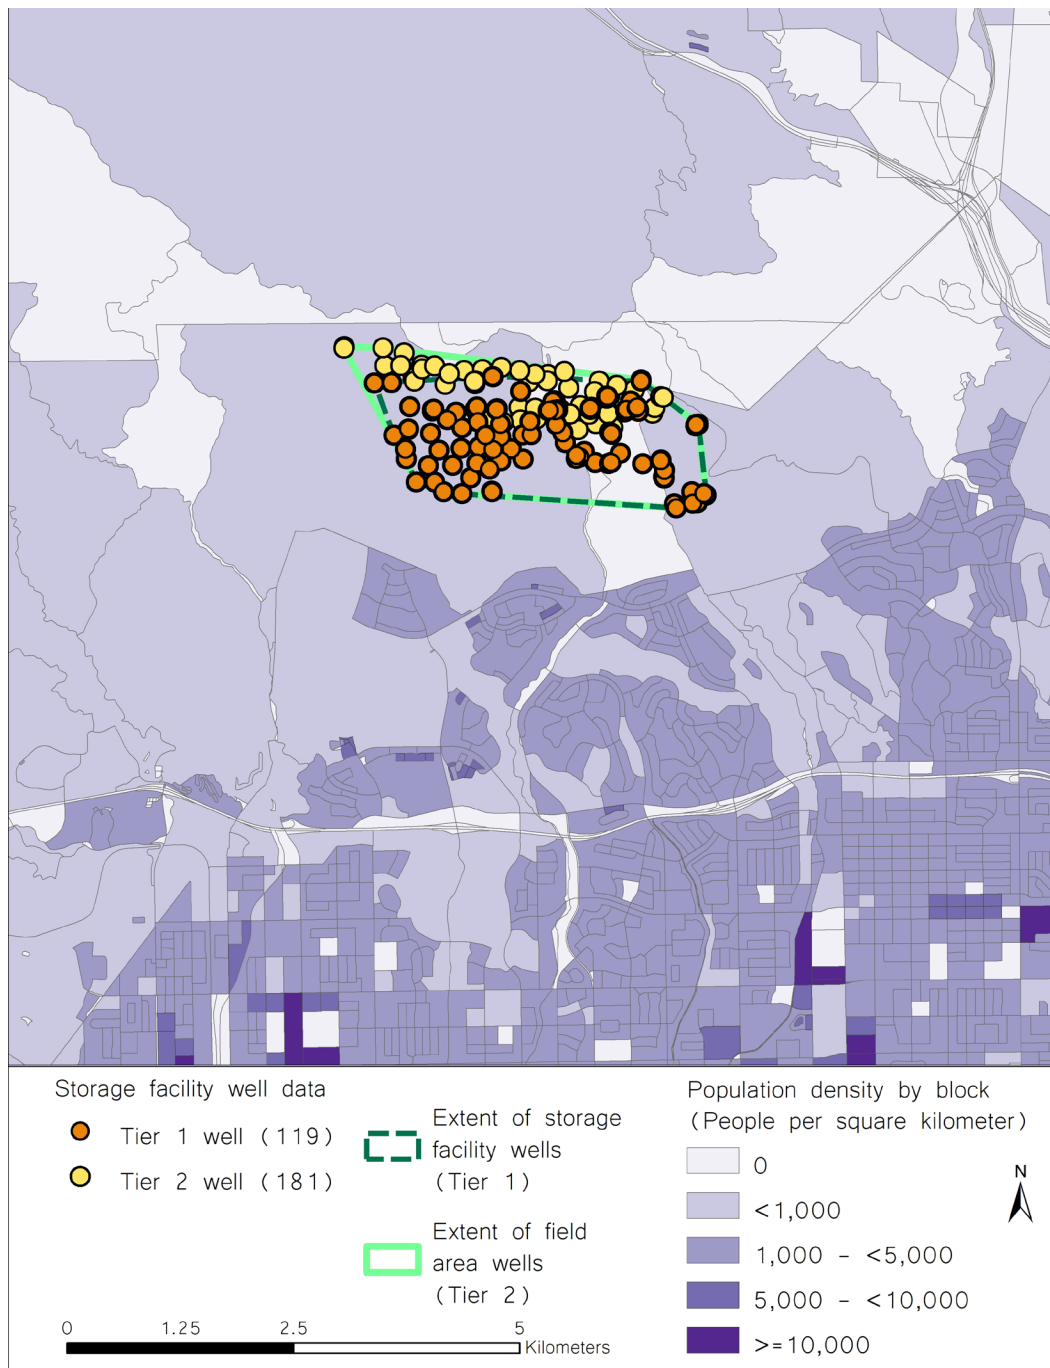 Storage facility well data
Tier 1 well (119)
Tier 2 well (181)
Extent of storage
facility wells
(Tier 1)
Extent of field
area wells
(Tier 2)
Population density by block
(People per square kilometer)
0
<1,000
1,000 - <5,000
5,000 - <10,000
>=10,000
N
0 1.25 2.5 5
Kilometers